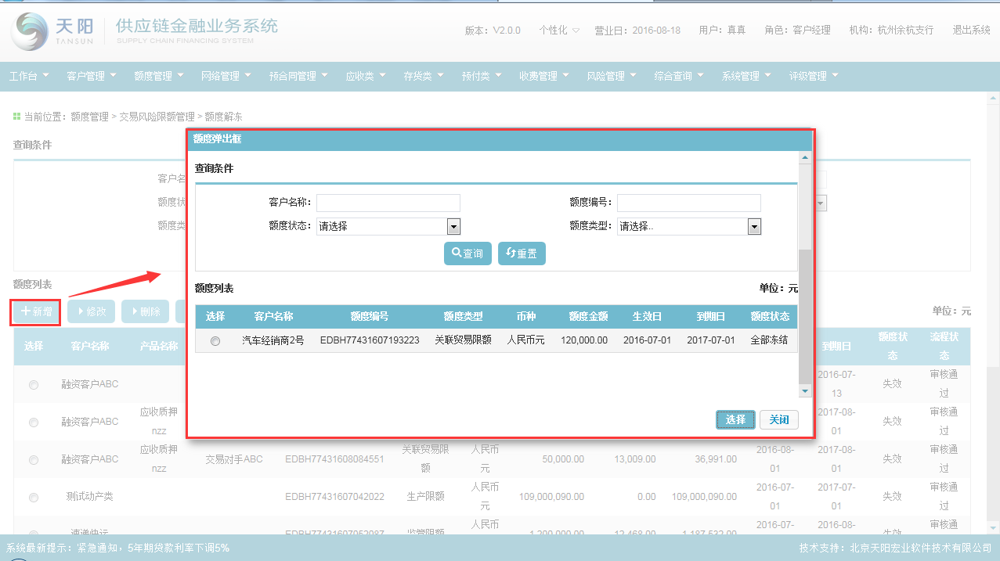 天阳 供应链金融业务系统
TANSUN SUPPLY CHAIN FINANCING SYSTEM
版本：V2.0.0 个性化 营业日：2016-08-18 用户：真真 角色：客户经理 机构：杭州余杭支行 退出系统
工作台 客户管理 额度管理 网络管理 预合同管理 应收类 存货类 预付类 收费管理 风险管理 综合查询 系统管理 评级管理
当前位置：额度管理 > 交易风险限额管理 > 额度解冻
查询条件
客户名
额度状
额度类
额度列表
新增 修改 删除
单位：元
额度弹出框
查询条件
客户名称： 额度编号：
额度状态：请选择 额度类型：请选择..
查询 重置
额度列表 单位：元
选择 客户名称 额度编号 额度类型 币种 额度金额 生效日 到期日 额度状态
汽车经销商2号 EDBH77431607193223 关联贸易限额 人民币元 120,000.00 2016-07-01 2017-07-01 全部冻结
选择 关闭
选择 客户名称 产品名称 到期日 额度状态 流程状态
融资客户ABC 2016-07-13 失效 审核通过
融资客户ABC 应收质押nzz 2017-08-01 失效 审核通过
融资客户ABC 应收质押nzz 交易对手ABC EDBH77431608084551 关联贸易限额 人民币元 50,000.00 13,009.00 36,991.00 2016-08-01 2017-08-01 失效 审核通过
测试动产类 EDBH77431607042022 生产限额 人民币元 109,000,090.00 0.00 109,000,090.00 2016-07-01 2017-07-01 失效 审核通过
速递快运 EDBH77431607052087 监管限额 人民币 1,200,000.00 12,468.00 1,187,532.00 2016-07- 2016-08- 失效 审核通
系统最新提示：紧急通知，5年期贷款利率下调5%
技术支持：北京天阳宏业软件技术有限公司